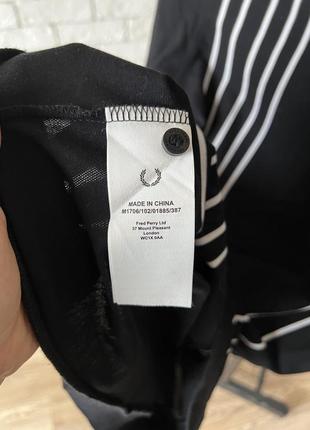 MADE IN CHINA
M1706/102/01885/387
Fred Perry Ltd
37 Mount Pleasant
London
WC1X 0AA